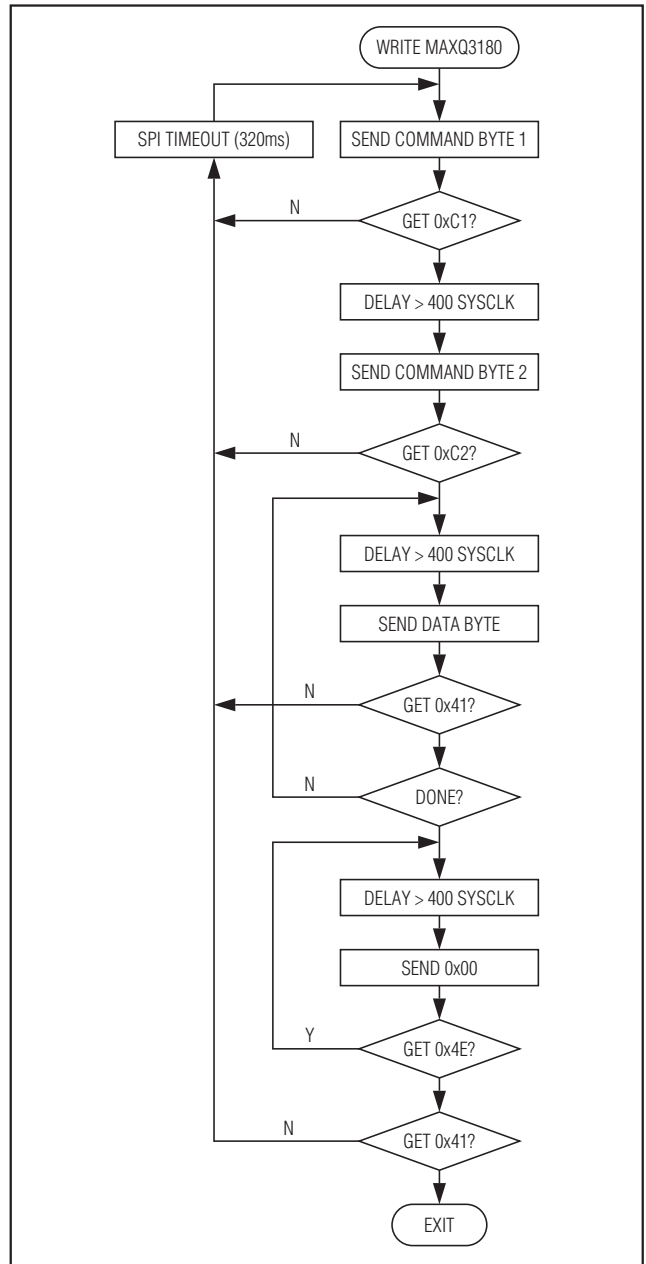 WRITE MAXQ3180
SPI TIMEOUT (320ms)
SEND COMMAND BYTE 1
N
GET 0xC1?
DELAY > 400 SYSCLK
SEND COMMAND BYTE 2
N
GET 0xC2?
DELAY > 400 SYSCLK
SEND DATA BYTE
N
GET 0x41?
N
DONE?
DELAY > 400 SYSCLK
SEND 0x00
Y
GET 0x4E?
N
GET 0x41?
EXIT